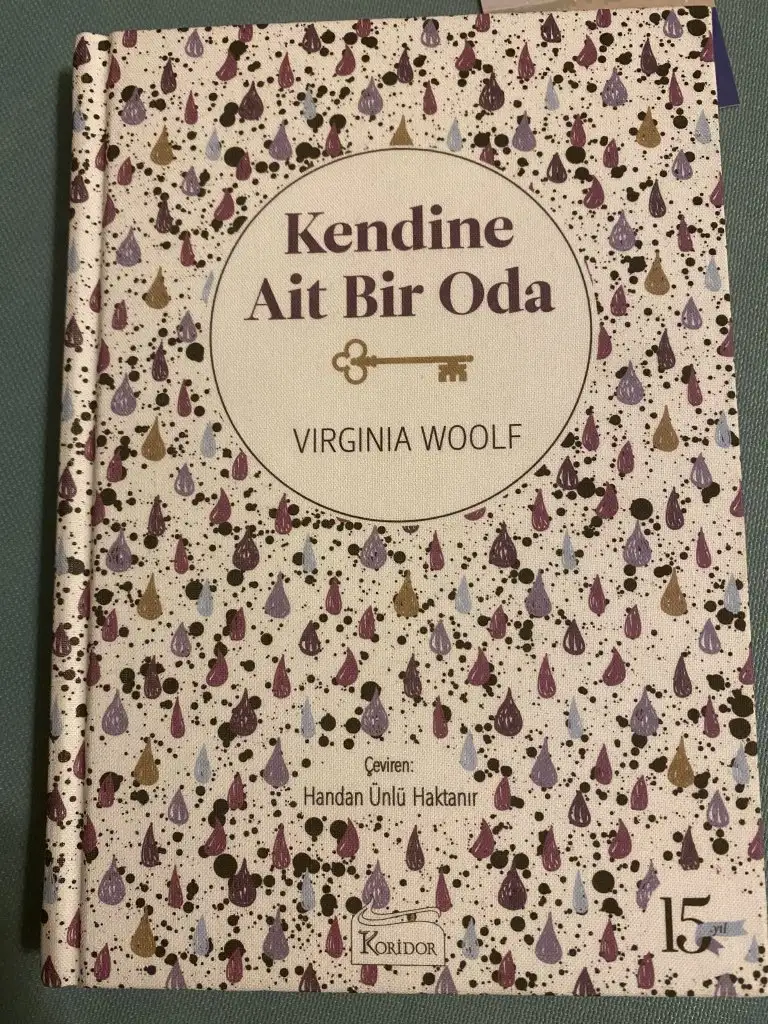 Kendine
Ait Bir Oda
VIRGINIA WOOLF
Çeviren:
Handan Ünlü Haktanır
KORİDOR
15.yıl